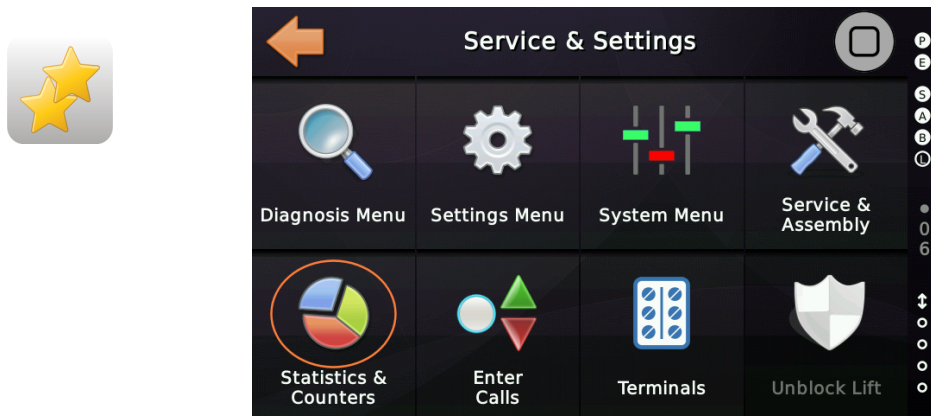 Service & Settings
P
E
S
A
B
L
Diagnosis Menu
Settings Menu
System Menu
Service &
Assembly
0
6
Statistics &
Counters
Enter
Calls
Terminals
Unblock Lift